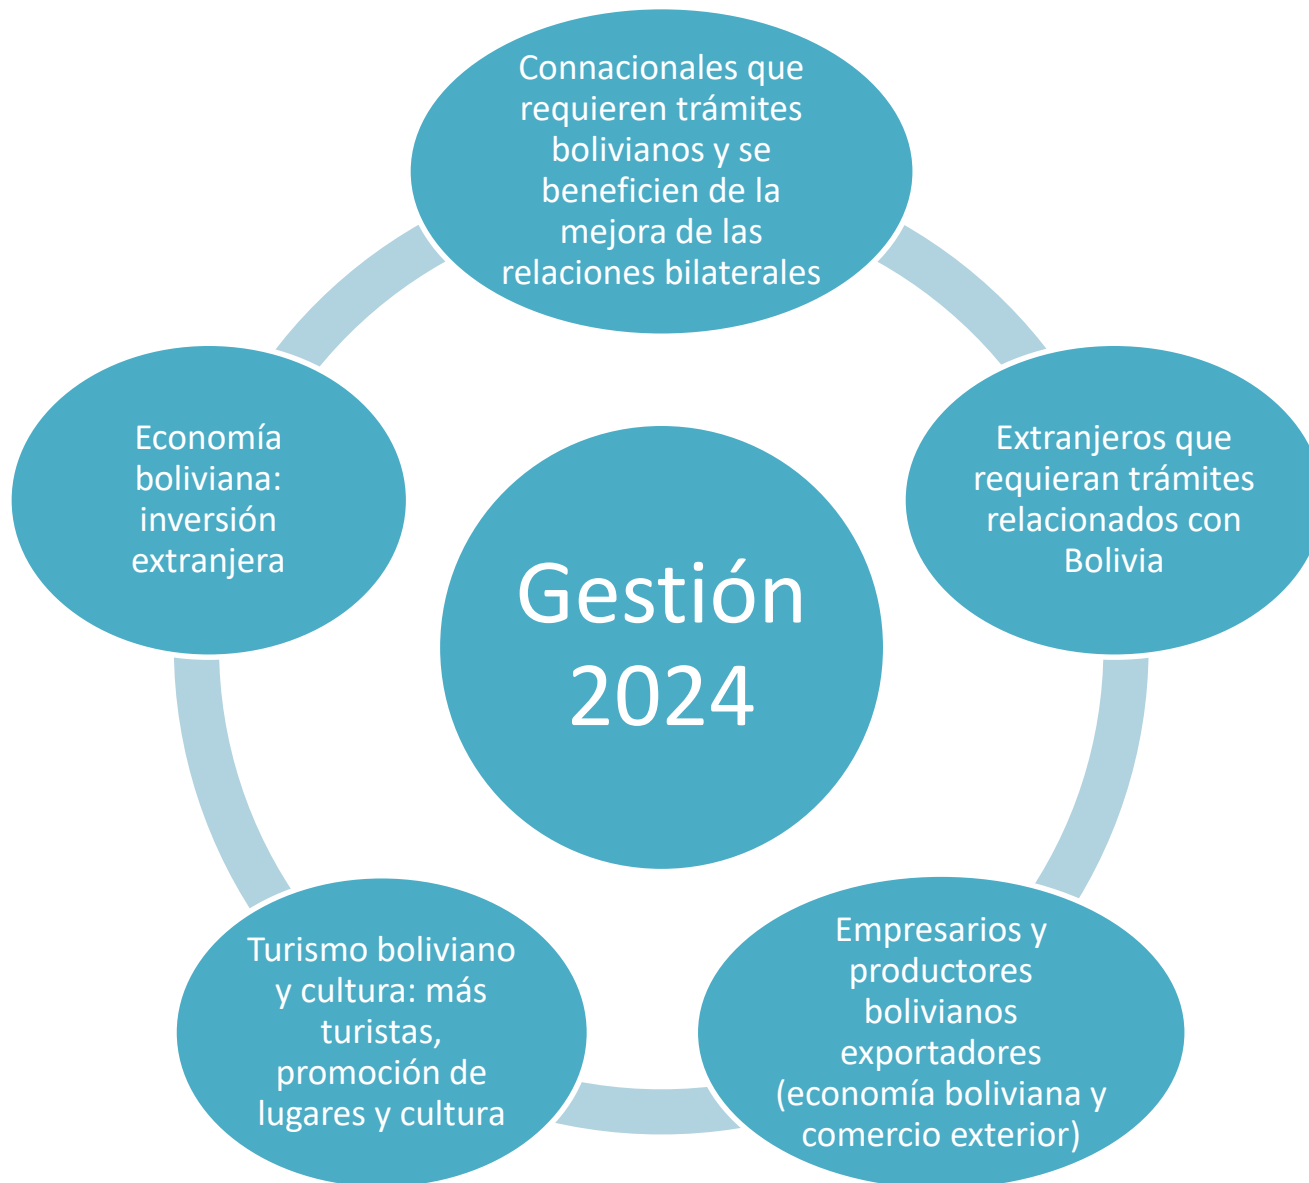 Connacionales que
requieren trámites
bolivianos y se
beneficien de la
mejora de las
relaciones bilaterales
Economía
boliviana:
inversión
extranjera
Extranjeros que
requieran trámites
relacionados con
Bolivia
Gestión
2024
Turismo boliviano
y cultura: más
turistas,
promoción de
lugares y cultura
Empresarios y
productores
bolivianos
exportadores
(economía boliviana y
comercio exterior)